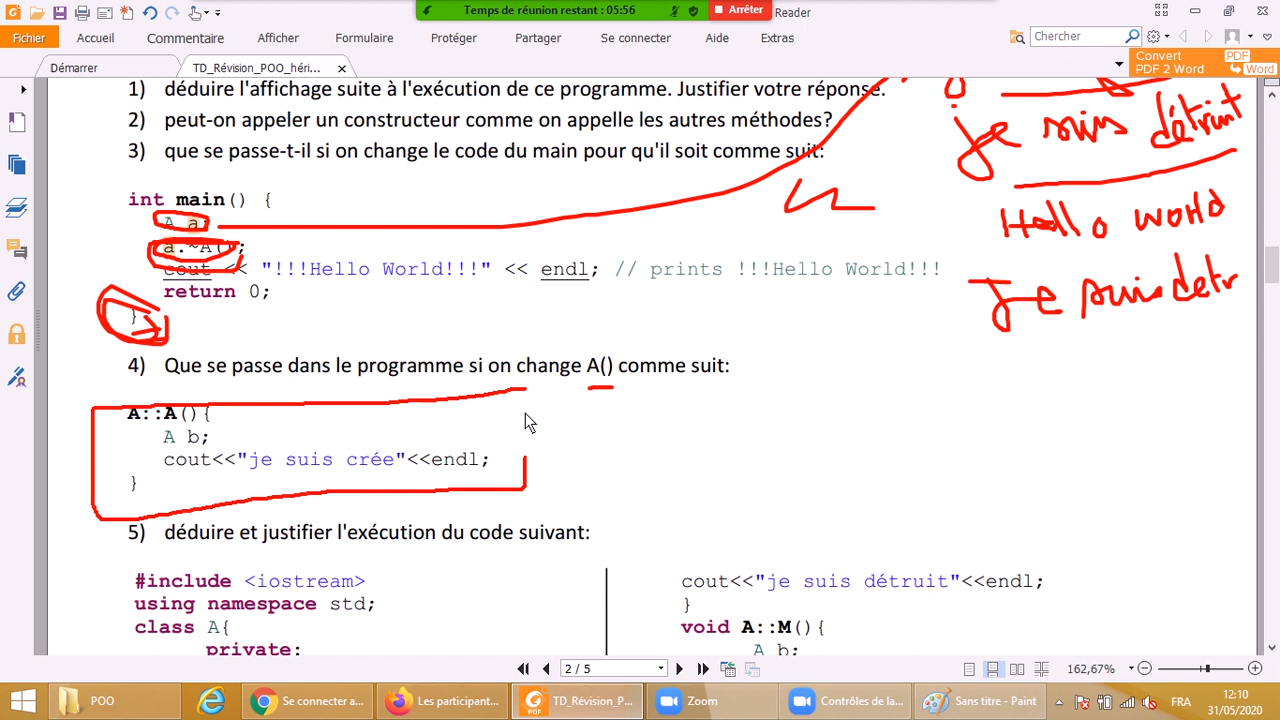 Temps de réunion restant : 05:56
Arrêter
Reader
Fichier
Accueil
Commentaire
Afficher
Formulaire
Protéger
Partager
Se connecter
Aide
Extras
Chercher
Démarrer
TD_Révision_POO_héri...
Convert
PDF 2 Word
PDF
Word
1) déduire l'affichage suite à l'exécution de ce programme. Justifier votre réponse.
2) peut-on appeler un constructeur comme on appelle les autres méthodes?
3) que se passe-t-il si on change le code du main pour qu'il soit comme suit:
je suis détruit
Hello world
je suis detr
int main() {
A a;
a.~A();
cout << "!!!Hello World!!!" << endl; // prints !!!Hello World!!!
return 0;
}
4) Que se passe dans le programme si on change A() comme suit:
A::A(){
A b;
cout<<"je suis crée"<<endl;
}
5) déduire et justifier l'exécution du code suivant:
#include <iostream>
using namespace std;
class A{
private:
cout<<"je suis détruit"<<endl;
}
void A::M(){
A b;
2 / 5
162,67%
POO
Se connecter a...
Les participant...
TD_Révision_P...
Zoom
Contrôles de la...
Sans titre - Paint
FRA
12:10
31/05/2020